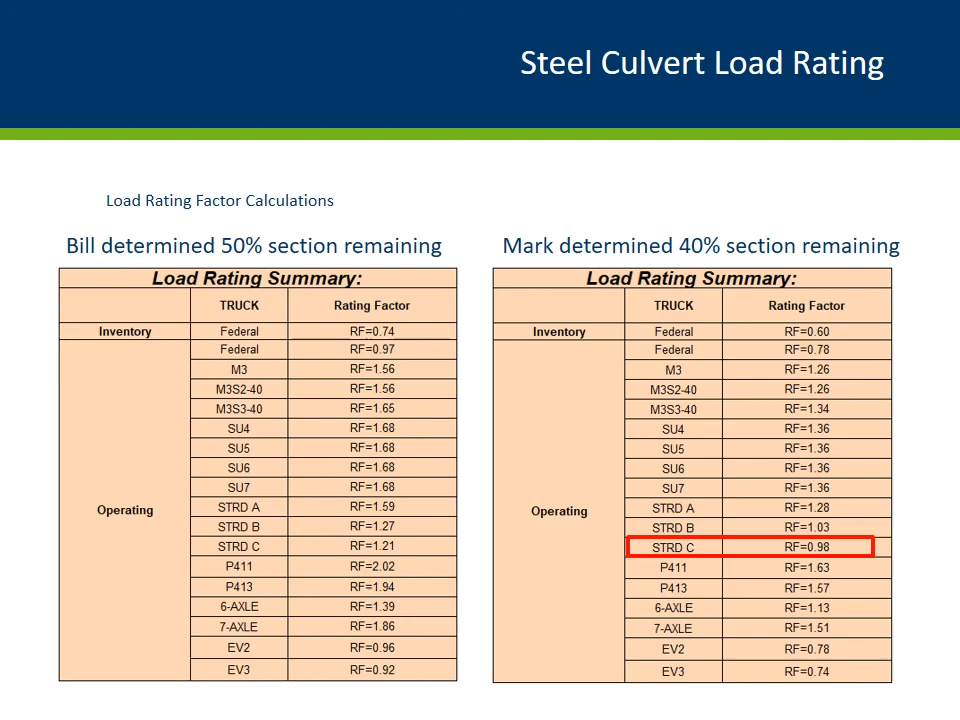 Steel Culvert Load Rating
Load Rating Factor Calculations
Bill determined 50% section remaining
Load Rating Summary:
TRUCK Rating Factor
Inventory Federal RF=0.74
Operating
Federal RF=0.97
M3 RF=1.56
M3S2-40 RF=1.56
M3S3-40 RF=1.65
SU4 RF=1.68
SU5 RF=1.68
SU6 RF=1.68
SU7 RF=1.68
STRD A RF=1.59
STRD B RF=1.27
STRD C RF=1.21
P411 RF=2.02
P413 RF=1.94
6-AXLE RF=1.39
7-AXLE RF=1.86
EV2 RF=0.96
EV3 RF=0.92
Mark determined 40% section remaining
Load Rating Summary:
TRUCK Rating Factor
Inventory Federal RF=0.60
Operating
Federal RF=0.78
M3 RF=1.26
M3S2-40 RF=1.26
M3S3-40 RF=1.34
SU4 RF=1.36
SU5 RF=1.36
SU6 RF=1.36
SU7 RF=1.36
STRD A RF=1.28
STRD B RF=1.03
STRD C RF=0.98
P411 RF=1.63
P413 RF=1.57
6-AXLE RF=1.13
7-AXLE RF=1.51
EV2 RF=0.78
EV3 RF=0.74